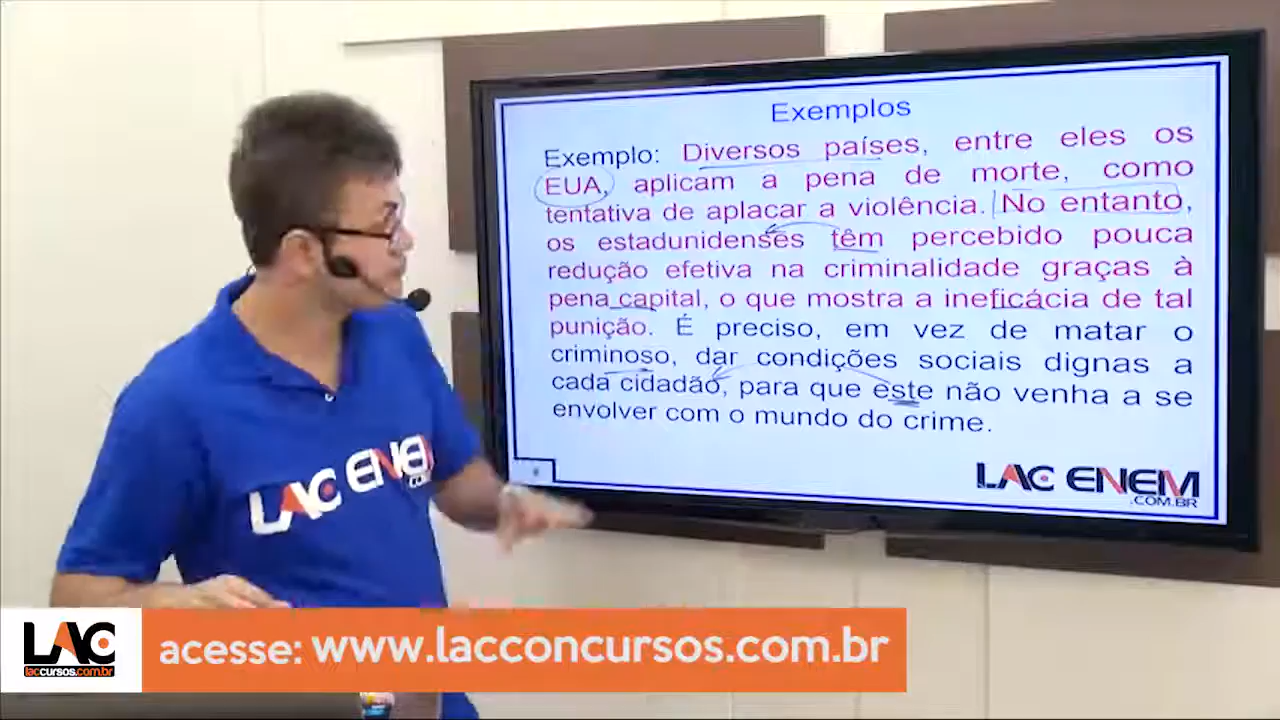 Exemplos
Exemplo: Diversos países, entre eles os
EUA, aplicam a pena de morte, como
tentativa de aplacar a violência. No entanto,
os estadunidenses têm percebido pouca
redução efetiva na criminalidade graças à
pena capital, o que mostra a ineficácia de tal
punição. É preciso, em vez de matar o
criminoso, dar condições sociais dignas a
cada cidadão, para que este não venha a se
envolver com o mundo do crime.
LAC ENEM
.COM.BR
LAC ENEM
.COM
LAC
laccursos.com.br
acesse: www.lacconcursos.com.br